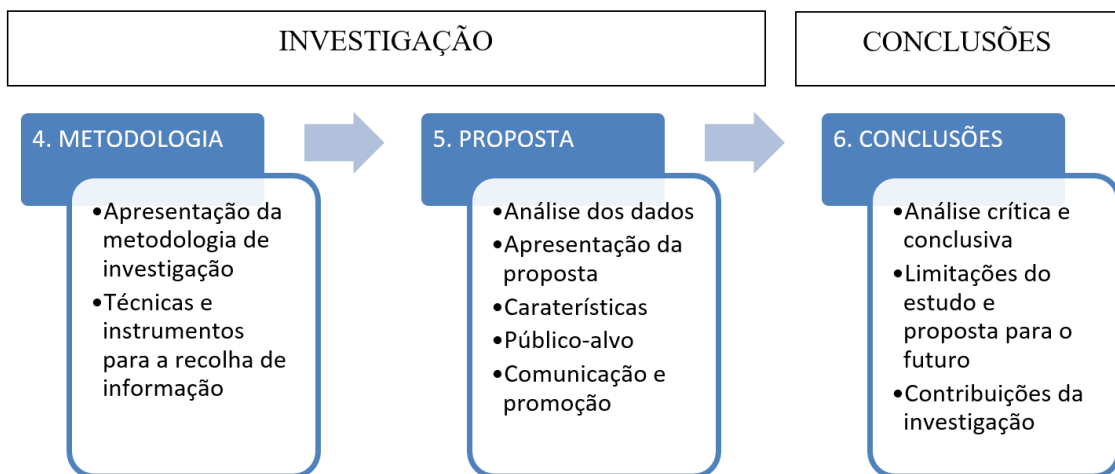 INVESTIGAÇÃO
CONCLUSÕES
4. METODOLOGIA
•Apresentação da
metodologia de
investigação
•Técnicas e
instrumentos
para a recolha de
informação
5. PROPOSTA
•Análise dos dados
•Apresentação da
proposta
•Caraterísticas
•Público-alvo
•Comunicação e
promoção
6. CONCLUSÕES
•Análise crítica e
conclusiva
•Limitações do
estudo e
proposta para o
futuro
•Contribuições da
investigação